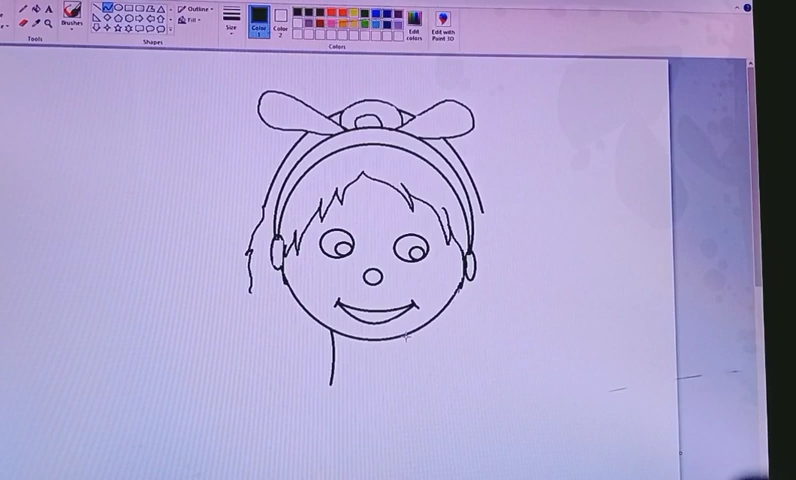 A
Brushes
Tools
Outline
Fill
Shapes
Size
Color 1
Color 2
Colors
Edit colors
Edit with Paint 3D